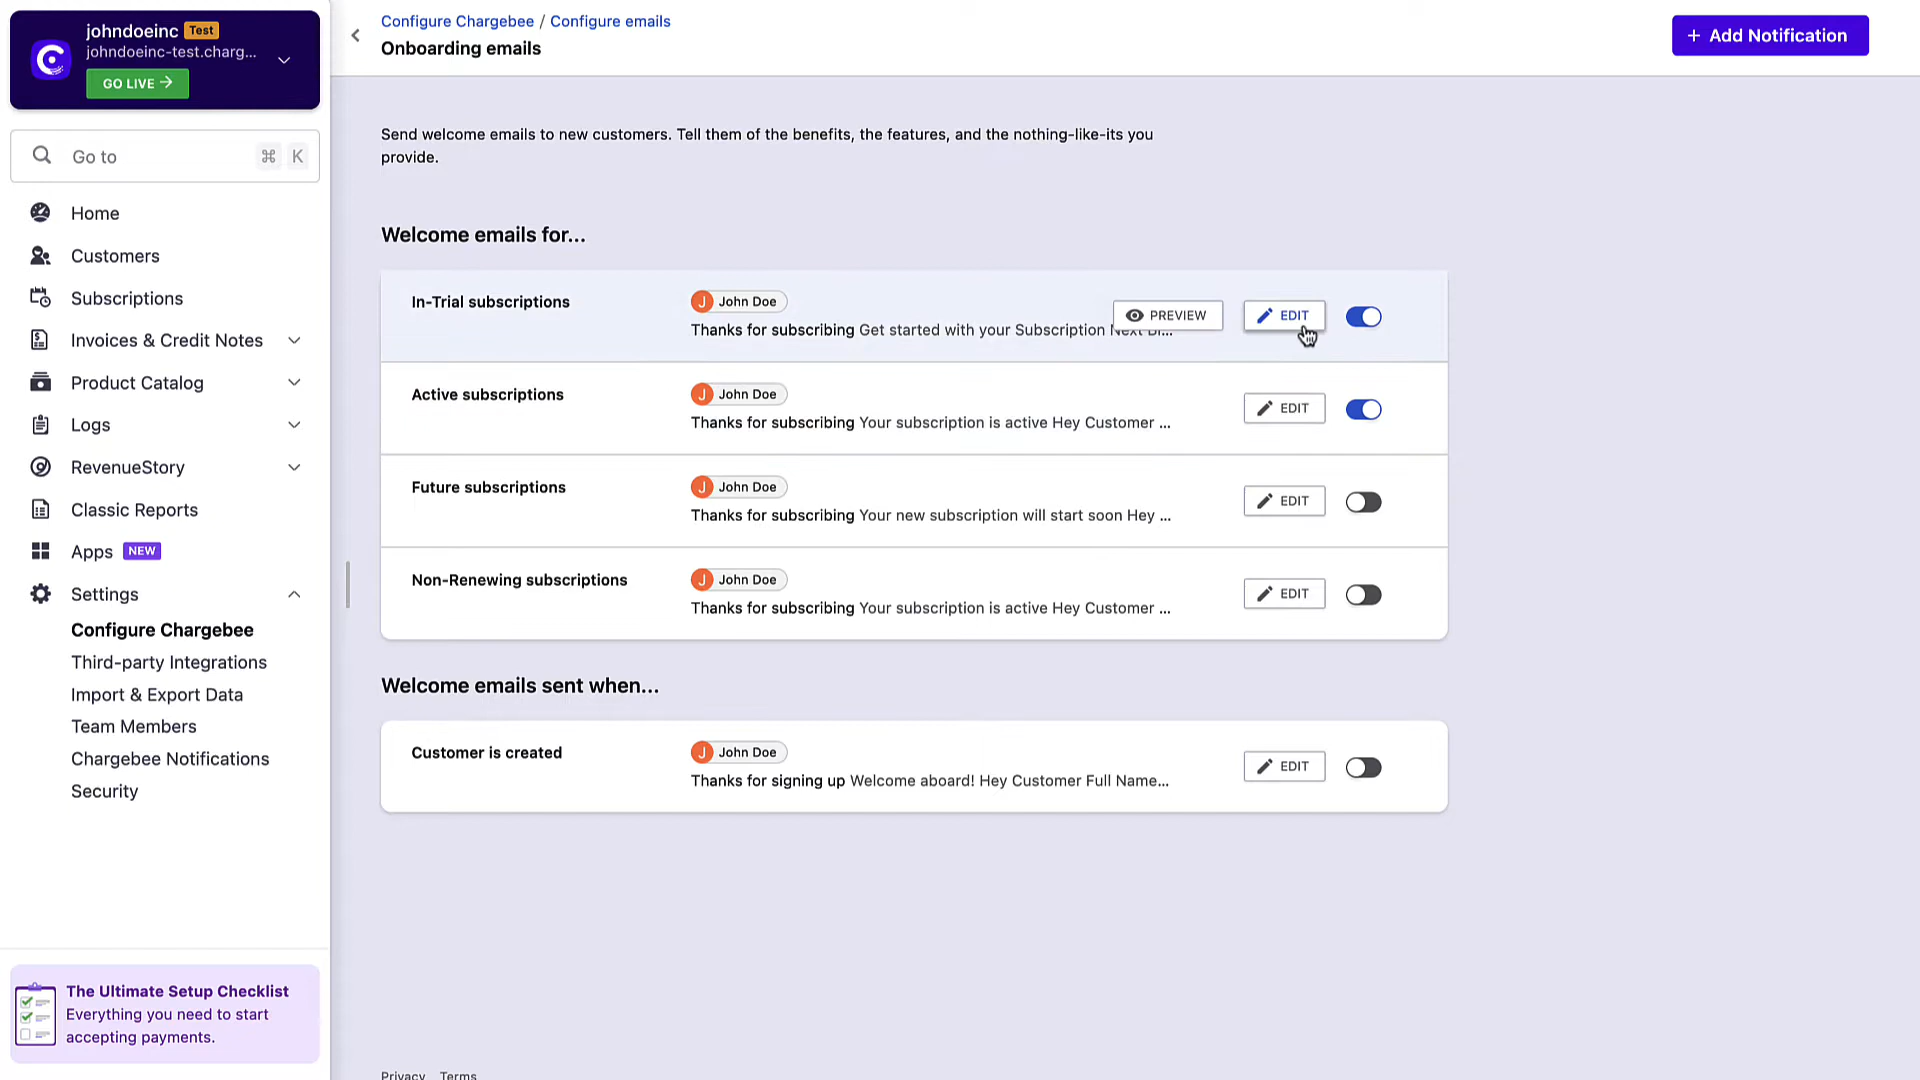 johndoeinc Test
johndoeinc-test.charg...
GO LIVE →
Go to ⌘ K
Home
Customers
Subscriptions
Invoices & Credit Notes
Product Catalog
Logs
RevenueStory
Classic Reports
Apps NEW
Settings
Configure Chargebee
Third-party Integrations
Import & Export Data
Team Members
Chargebee Notifications
Security
The Ultimate Setup Checklist
Everything you need to start
accepting payments.
Configure Chargebee / Configure emails
Onboarding emails
+ Add Notification
Send welcome emails to new customers. Tell them of the benefits, the features, and the nothing-like-its you
provide.
Welcome emails for...
In-Trial subscriptions
J John Doe
Thanks for subscribing Get started with your Subscription Next Bi...
PREVIEW
EDIT
Active subscriptions
J John Doe
Thanks for subscribing Your subscription is active Hey Customer ...
EDIT
Future subscriptions
J John Doe
Thanks for subscribing Your new subscription will start soon Hey ...
EDIT
Non-Renewing subscriptions
J John Doe
Thanks for subscribing Your subscription is active Hey Customer ...
EDIT
Welcome emails sent when...
Customer is created
J John Doe
Thanks for signing up Welcome aboard! Hey Customer Full Name...
EDIT
Privacy Terms